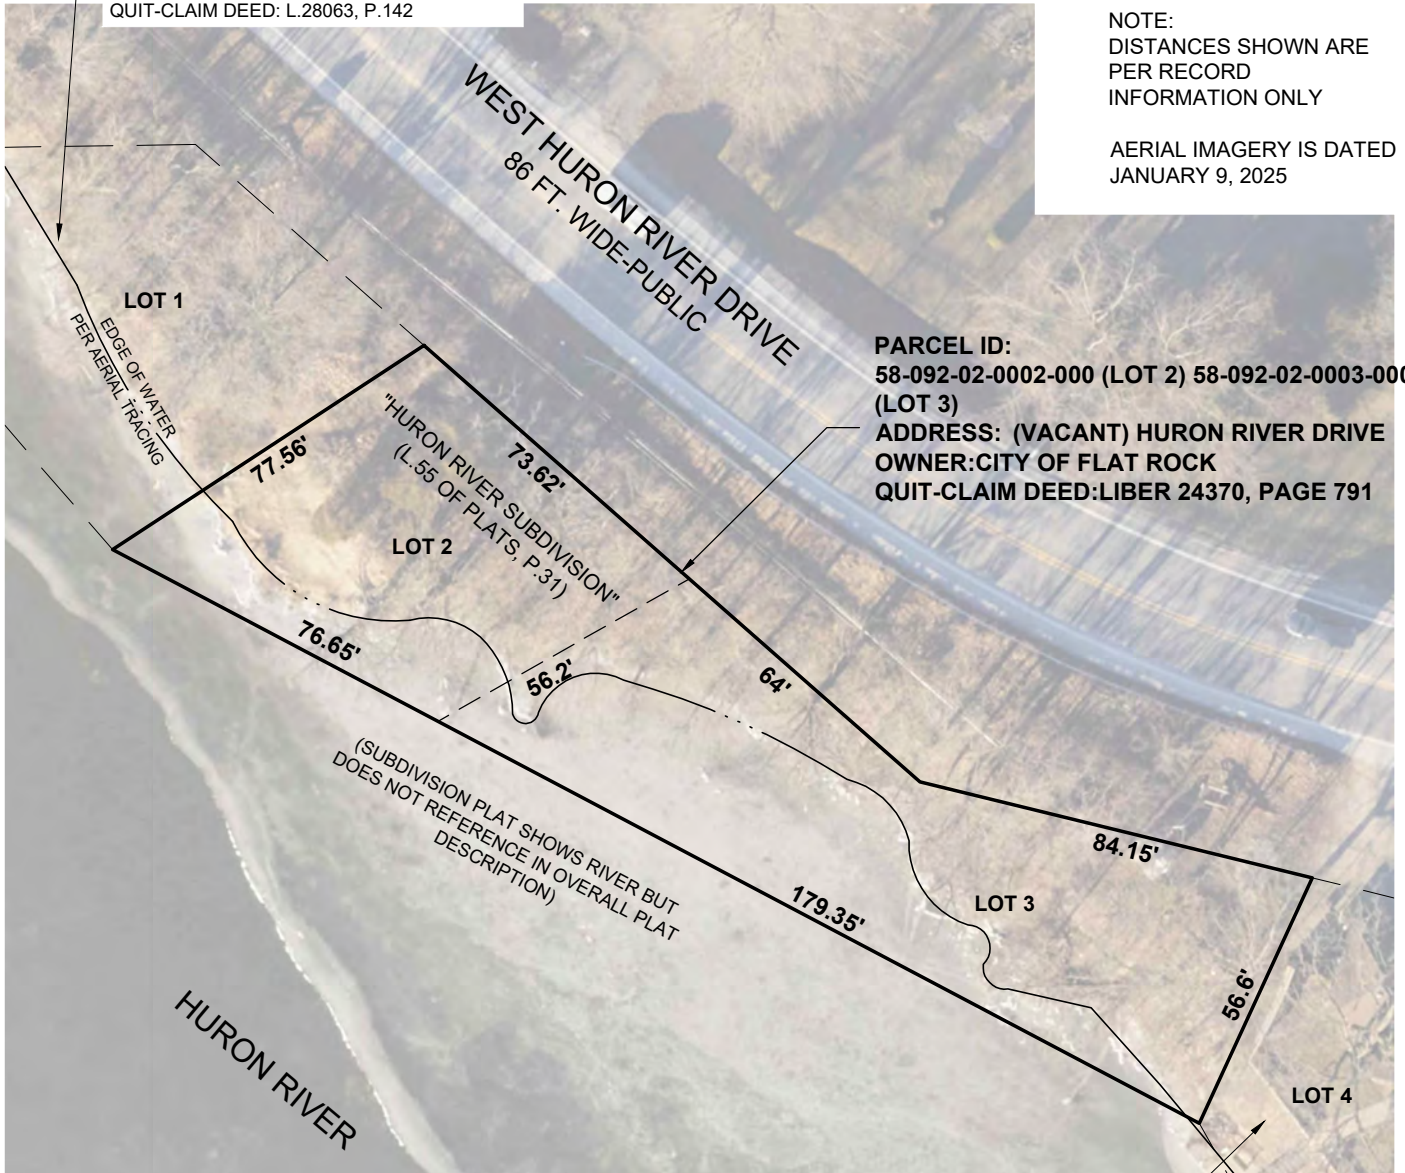 QUIT-CLAIM DEED: L.28063, P.142
NOTE:
DISTANCES SHOWN ARE
PER RECORD
INFORMATION ONLY
AERIAL IMAGERY IS DATED
JANUARY 9, 2025
WEST HURON RIVER DRIVE
86 FT. WIDE-PUBLIC
LOT 1
EDGE OF WATER
PER AERIAL TRACING
PARCEL ID:
58-092-02-0002-000 (LOT 2) 58-092-02-0003-000
(LOT 3)
ADDRESS: (VACANT) HURON RIVER DRIVE
OWNER:CITY OF FLAT ROCK
QUIT-CLAIM DEED:LIBER 24370, PAGE 791
77.56'
73.62'
"HURON RIVER SUBDIVISION"
(L.55 OF PLATS, P.31)
LOT 2
76.65'
56.2'
64'
(SUBDIVISION PLAT SHOWS RIVER BUT
DOES NOT REFERENCE IN OVERALL PLAT
DESCRIPTION)
84.15'
179.35'
LOT 3
56.6'
HURON RIVER
LOT 4